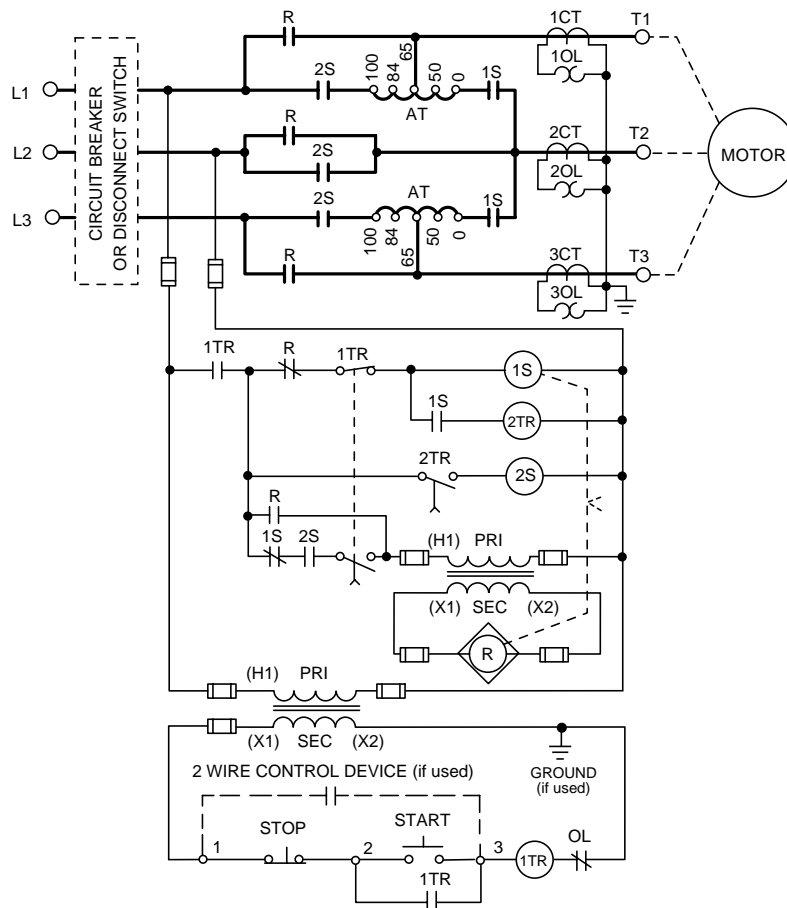 R 1CT T1
1OL
L1 2S 100 84 65 50 0 1S
AT
CIRCUIT BREAKER
OR DISCONNECT SWITCH
L2 R 2CT T2
2S 2OL
MOTOR
AT
L3 2S 100 84 65 50 0 1S
R 3CT T3
3OL
1TR R 1TR 1S
1S 2TR
2TR 2S
R
1S 2S (H1) PRI
(X1) SEC (X2)
R
(H1) PRI
(X1) SEC (X2)
GROUND
(if used)
2 WIRE CONTROL DEVICE (if used)
STOP START OL
1 2 3 1TR
1TR